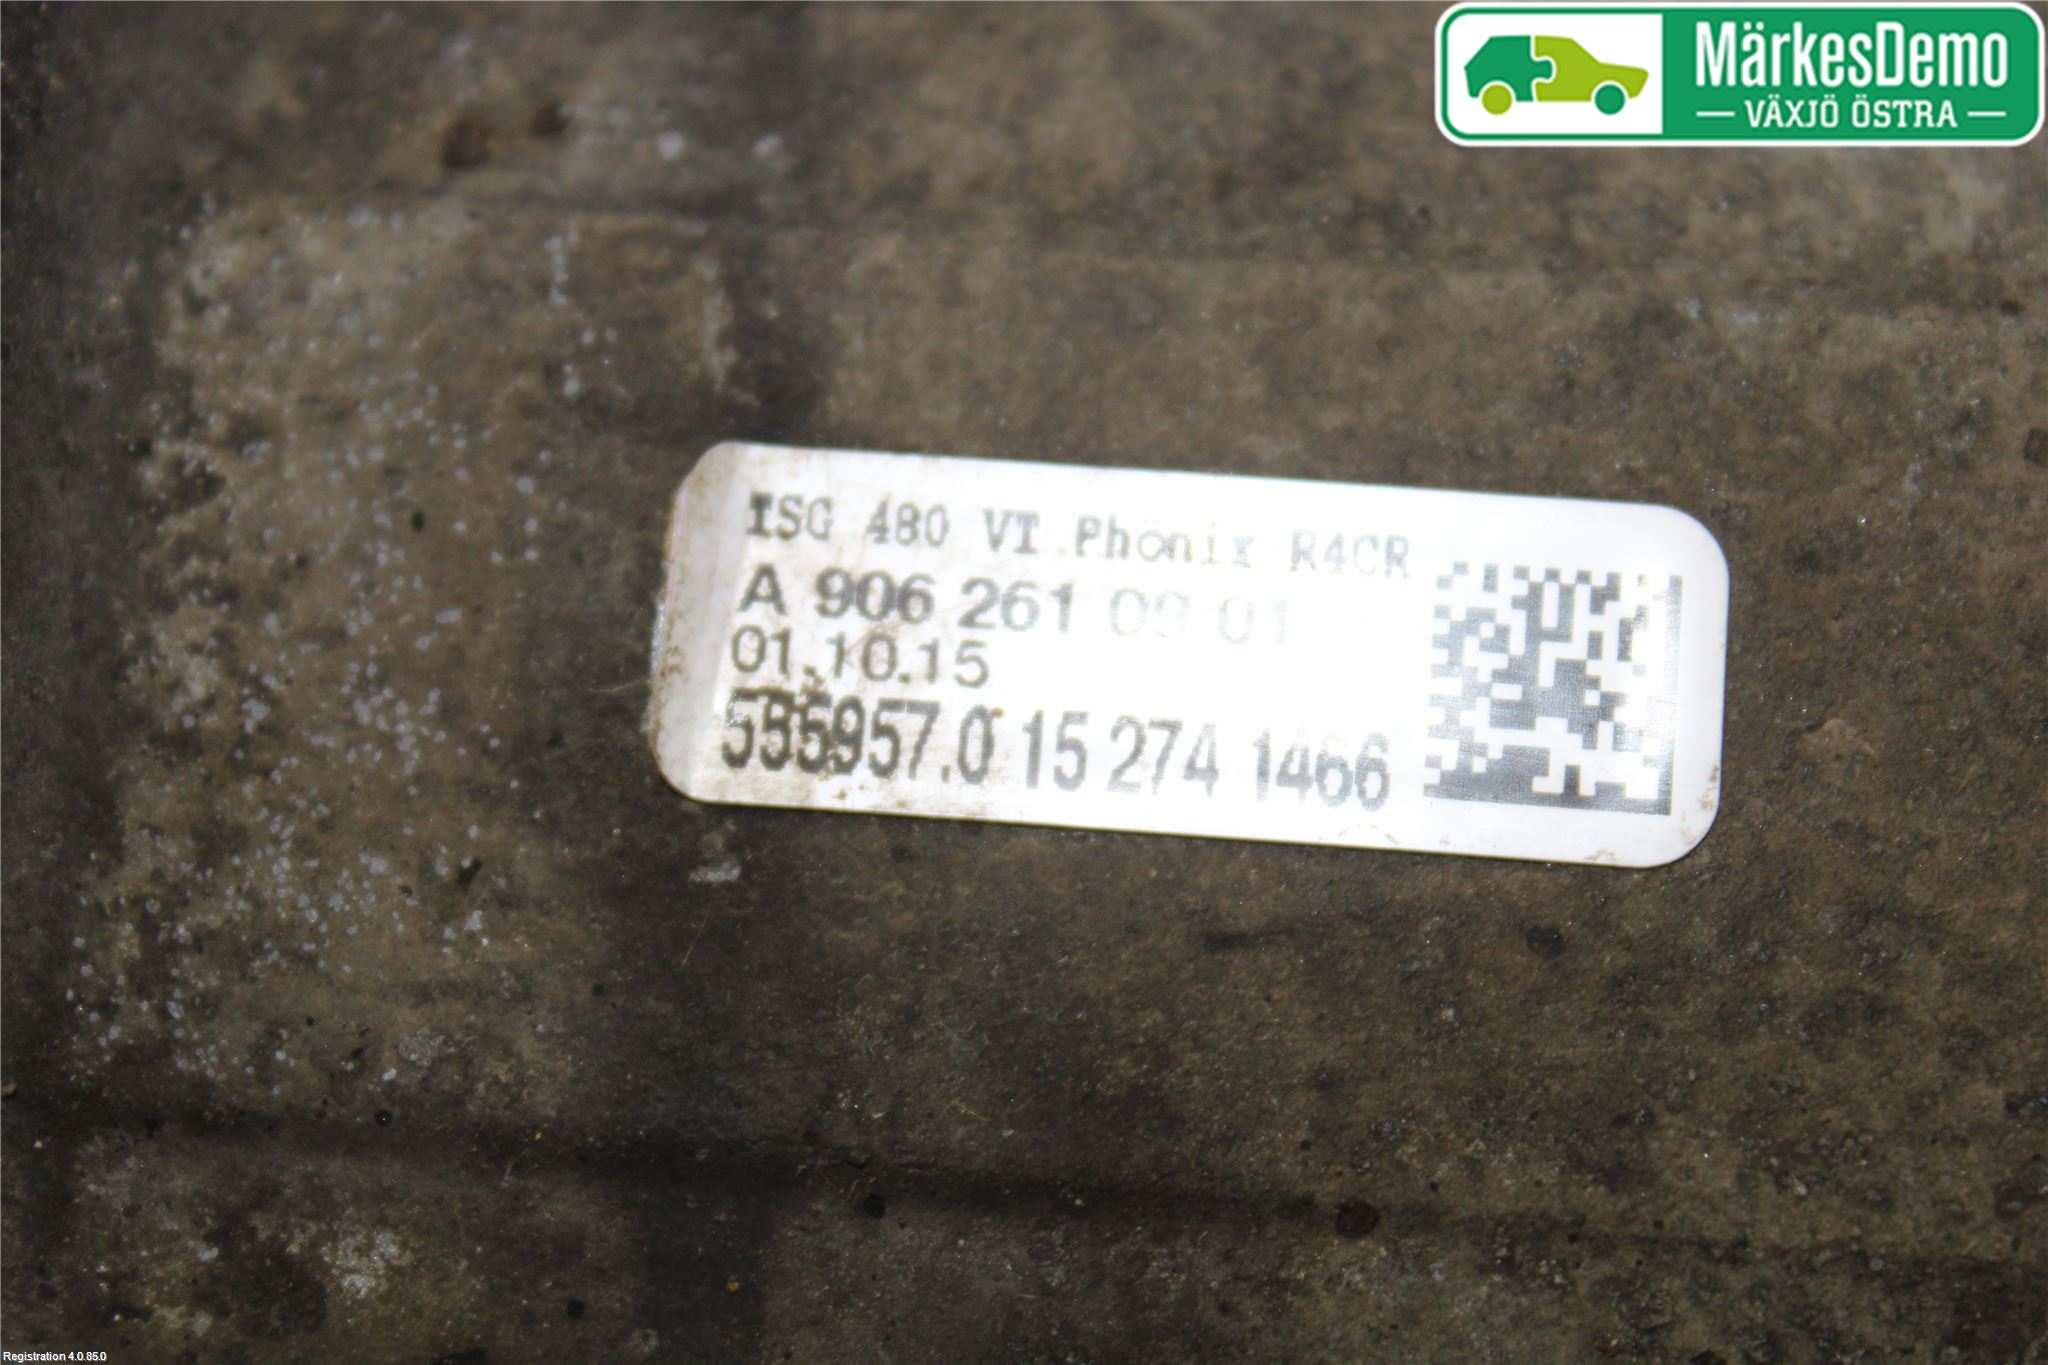 MärkesDemo
VÄXJÖ ÖSTRA
ISG 480 VT Phönix R4CR
A 906 261 09 01
01.10.15
555957.0 15 274 1466
Registration 4.0.85.0